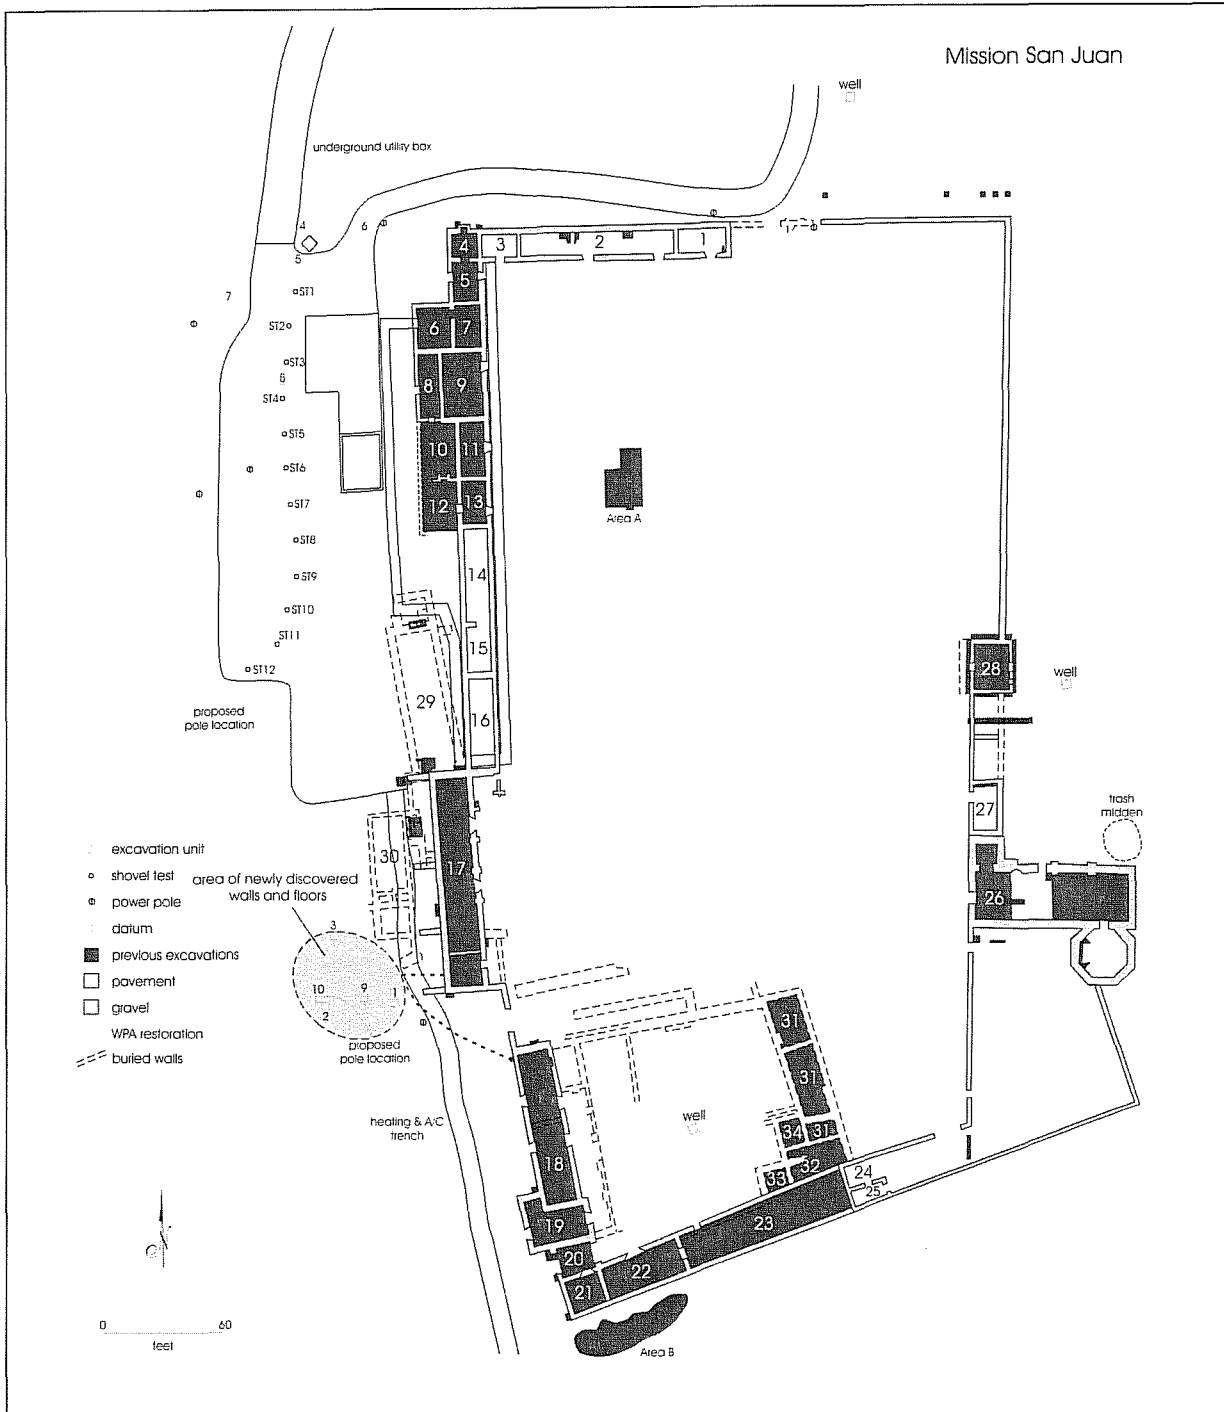 Mission San Juan
well
underground utility box
4
6
5
7
ST1
ST2
ST3
8
ST4
ST5
ST6
ST7
ST8
ST9
ST10
ST11
ST12
proposed
pole location
1
2
3
4
5
6
7
8
9
10
11
12
13
14
15
16
17
18
19
20
21
22
23
24
25
26
27
28
29
30
31
31
31
32
33
34
Area A
well
trash
midden
excavation unit
shovel test
power pole
datum
previous excavations
pavement
gravel
WPA restoration
buried walls
area of newly discovered
walls and floors
3
10
9
1
2
proposed
pole location
heating & A/C
trench
well
Area B
0 60
feet